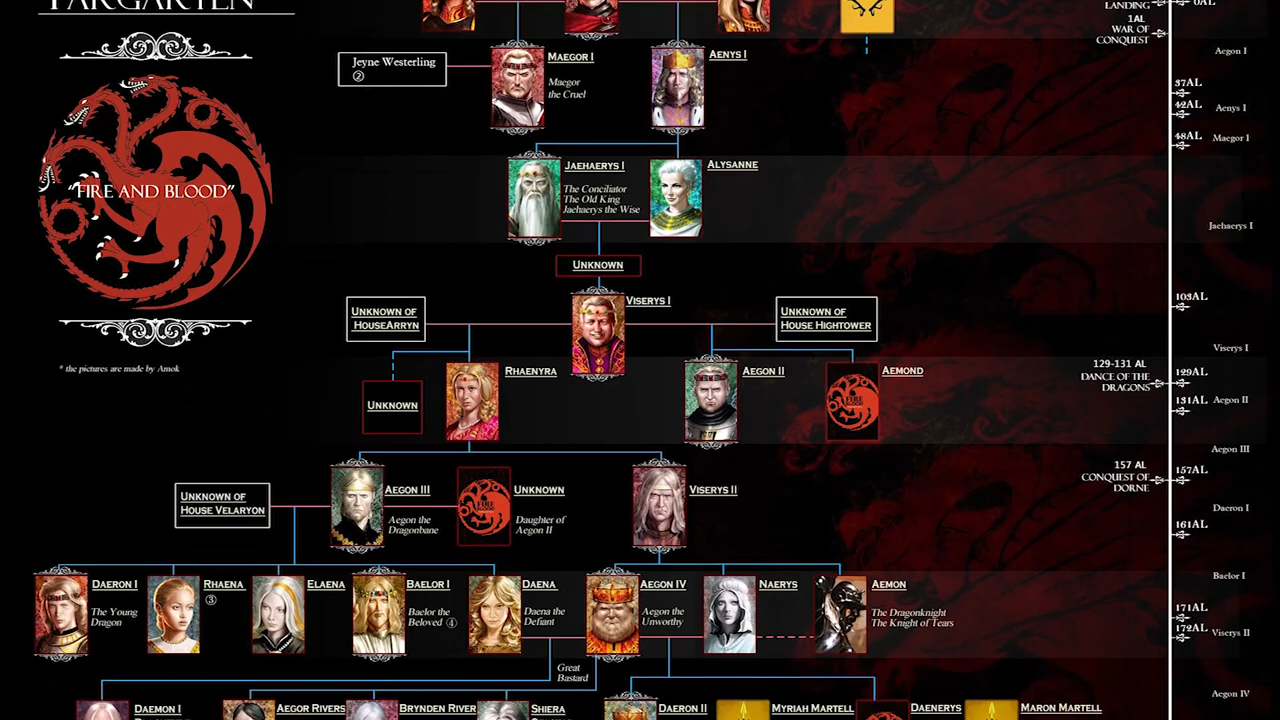 TARGARYEN
LANDING
0AL
1AL
WAR OF
CONQUEST
Jeyne Westerling
②
MAEGOR I
Maegor
the Cruel
AENYS I
Aegon I
37AL
42AL
Aenys I
48AL
Maegor I
"FIRE AND BLOOD"
JAEHAERYS I
The Conciliator
The Old King
Jaehaerys the Wise
ALYSANNE
Jaehaerys I
UNKNOWN
UNKNOWN OF
HOUSEARRYN
VISERYS I
UNKNOWN OF
HOUSE HIGHTOWER
103AL
Viserys I
* the pictures are made by Amok
UNKNOWN
RHAENYRA
AEGON II
AEMOND
FIRE
BLOOD
129-131 AL
DANCE OF THE
DRAGONS
129AL
131AL
Aegon II
Aegon III
UNKNOWN OF
HOUSE VELARYON
AEGON III
Aegon the
Dragonbane
UNKNOWN
Daughter of
Aegon II
FIRE
BLOOD
VISERYS II
157 AL
CONQUEST OF
DORNE
157AL
Daeron I
161AL
Baelor I
DAERON I
The Young
Dragon
RHAENA
③
ELAENA
BAELOR I
Baelor the
Beloved ④
DAENA
Daena the
Defiant
AEGON IV
Aegon the
Unworthy
NAERYS
AEMON
The Dragonknight
The Knight of Tears
171AL
172AL
Viserys II
Great
Bastard
Aegon IV
DAEMON I
AEGOR RIVERS
BRYNDEN RIVER
SHIERA
DAERON II
MYRIAH MARTELL
DAENERYS
MARON MARTELL